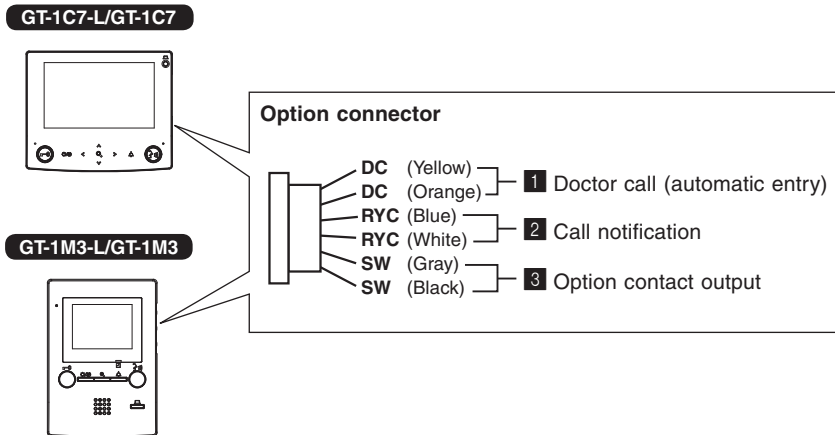 GT-1C7-L/GT-1C7
Option connector
DC (Yellow)
DC (Orange)
1 Doctor call (automatic entry)
RYC (Blue)
RYC (White)
2 Call notification
SW (Gray)
SW (Black)
3 Option contact output
GT-1M3-L/GT-1M3